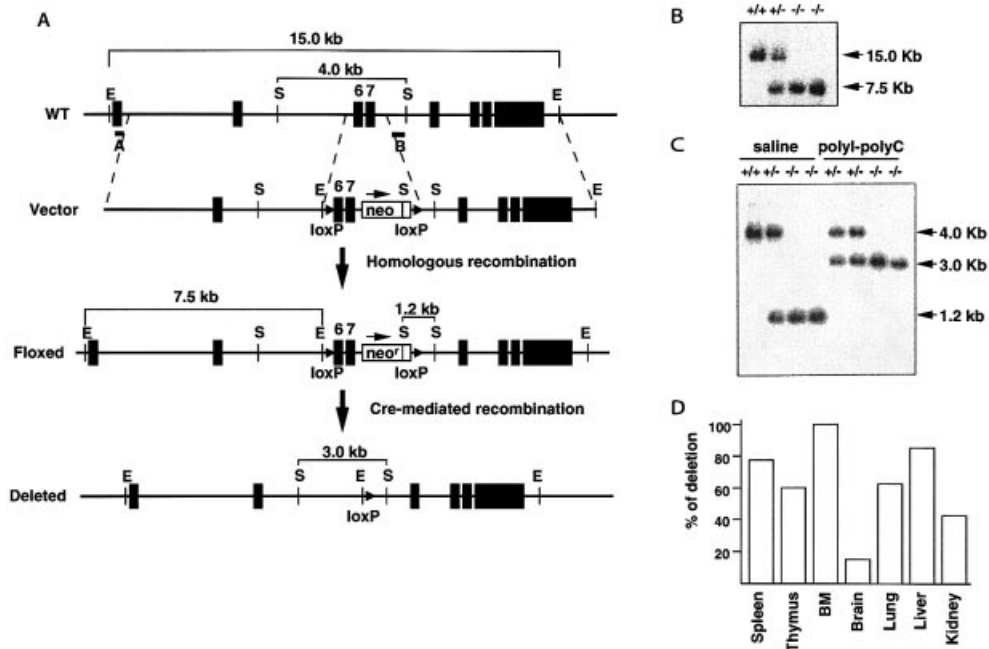 A
15.0 kb
4.0 kb
E S 6 7 S E
WT
A B
S E 6 7 S S E
Vector neo
loxP loxP
Homologous recombination
7.5 kb 1.2 kb
E S E 6 7 S S E
Floxed neoʳ
loxP loxP
Cre-mediated recombination
3.0 kb
E S E S E
Deleted
loxP
B
+/+ +/- -/- -/-
15.0 Kb
7.5 Kb
C
saline polyI-polyC
+/+ +/- -/- -/- +/- +/- -/- -/-
4.0 Kb
3.0 Kb
1.2 kb
D
% of deletion
100
80
60
40
20
Spleen
Thymus
BM
Brain
Lung
Liver
Kidney